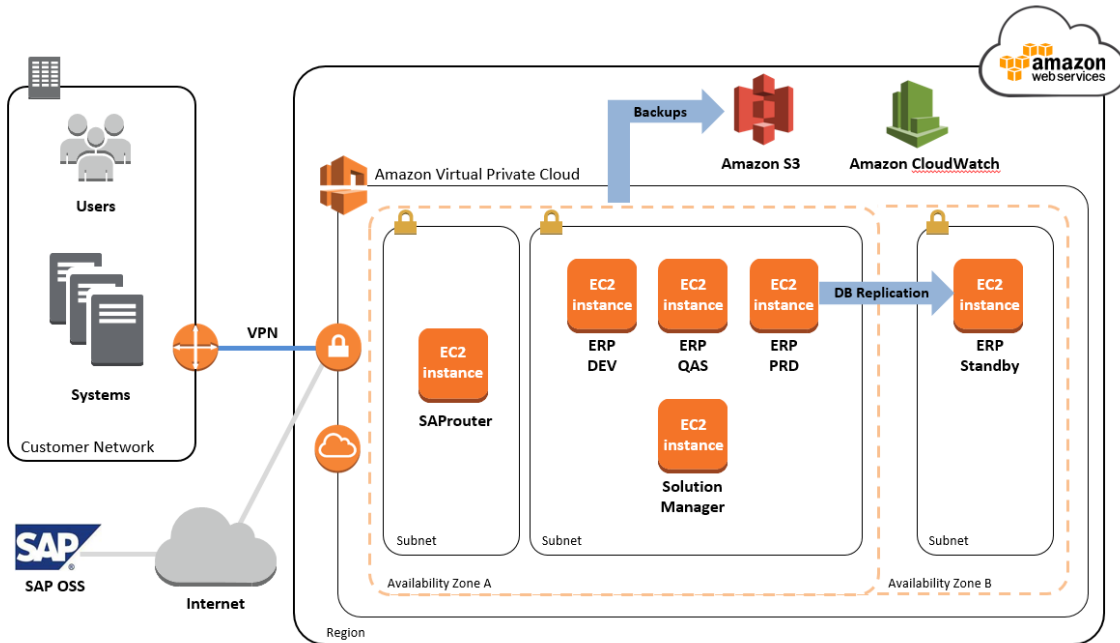 amazon
web services
Backups
Amazon S3
Amazon CloudWatch
Users
Systems
Customer Network
VPN
Amazon Virtual Private Cloud
EC2
instance
SAProuter
Subnet
EC2
instance
ERP
DEV
EC2
instance
ERP
QAS
EC2
instance
ERP
PRD
EC2
instance
Solution
Manager
Subnet
Availability Zone A
DB Replication
EC2
instance
ERP
Standby
Subnet
Availability Zone B
Region
SAP
®
SAP OSS
Internet